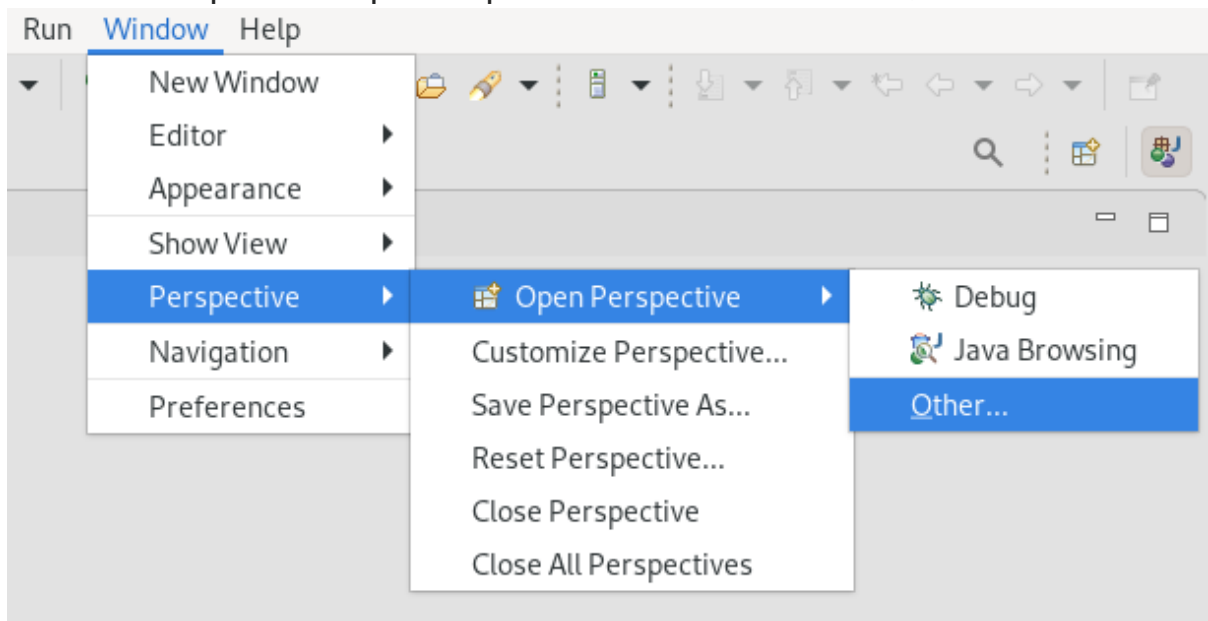 Run Window Help
New Window
Editor
Appearance
Show View
Perspective
Navigation
Preferences
Open Perspective
Customize Perspective...
Save Perspective As...
Reset Perspective...
Close Perspective
Close All Perspectives
Debug
Java Browsing
Other...